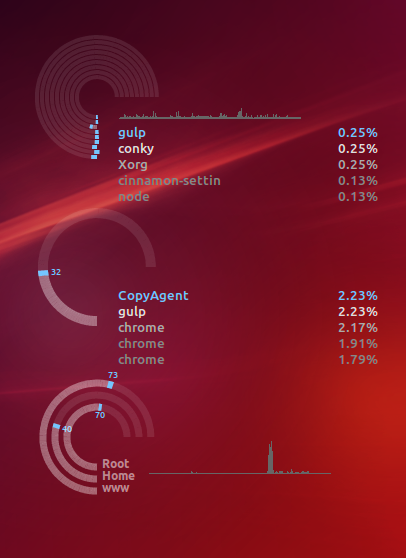 gulp 0.25%
conky 0.25%
Xorg 0.25%
cinnamon-settin 0.13%
node 0.13%
32
CopyAgent 2.23%
gulp 2.23%
chrome 2.17%
chrome 1.91%
chrome 1.79%
73
70
40
Root
Home
www